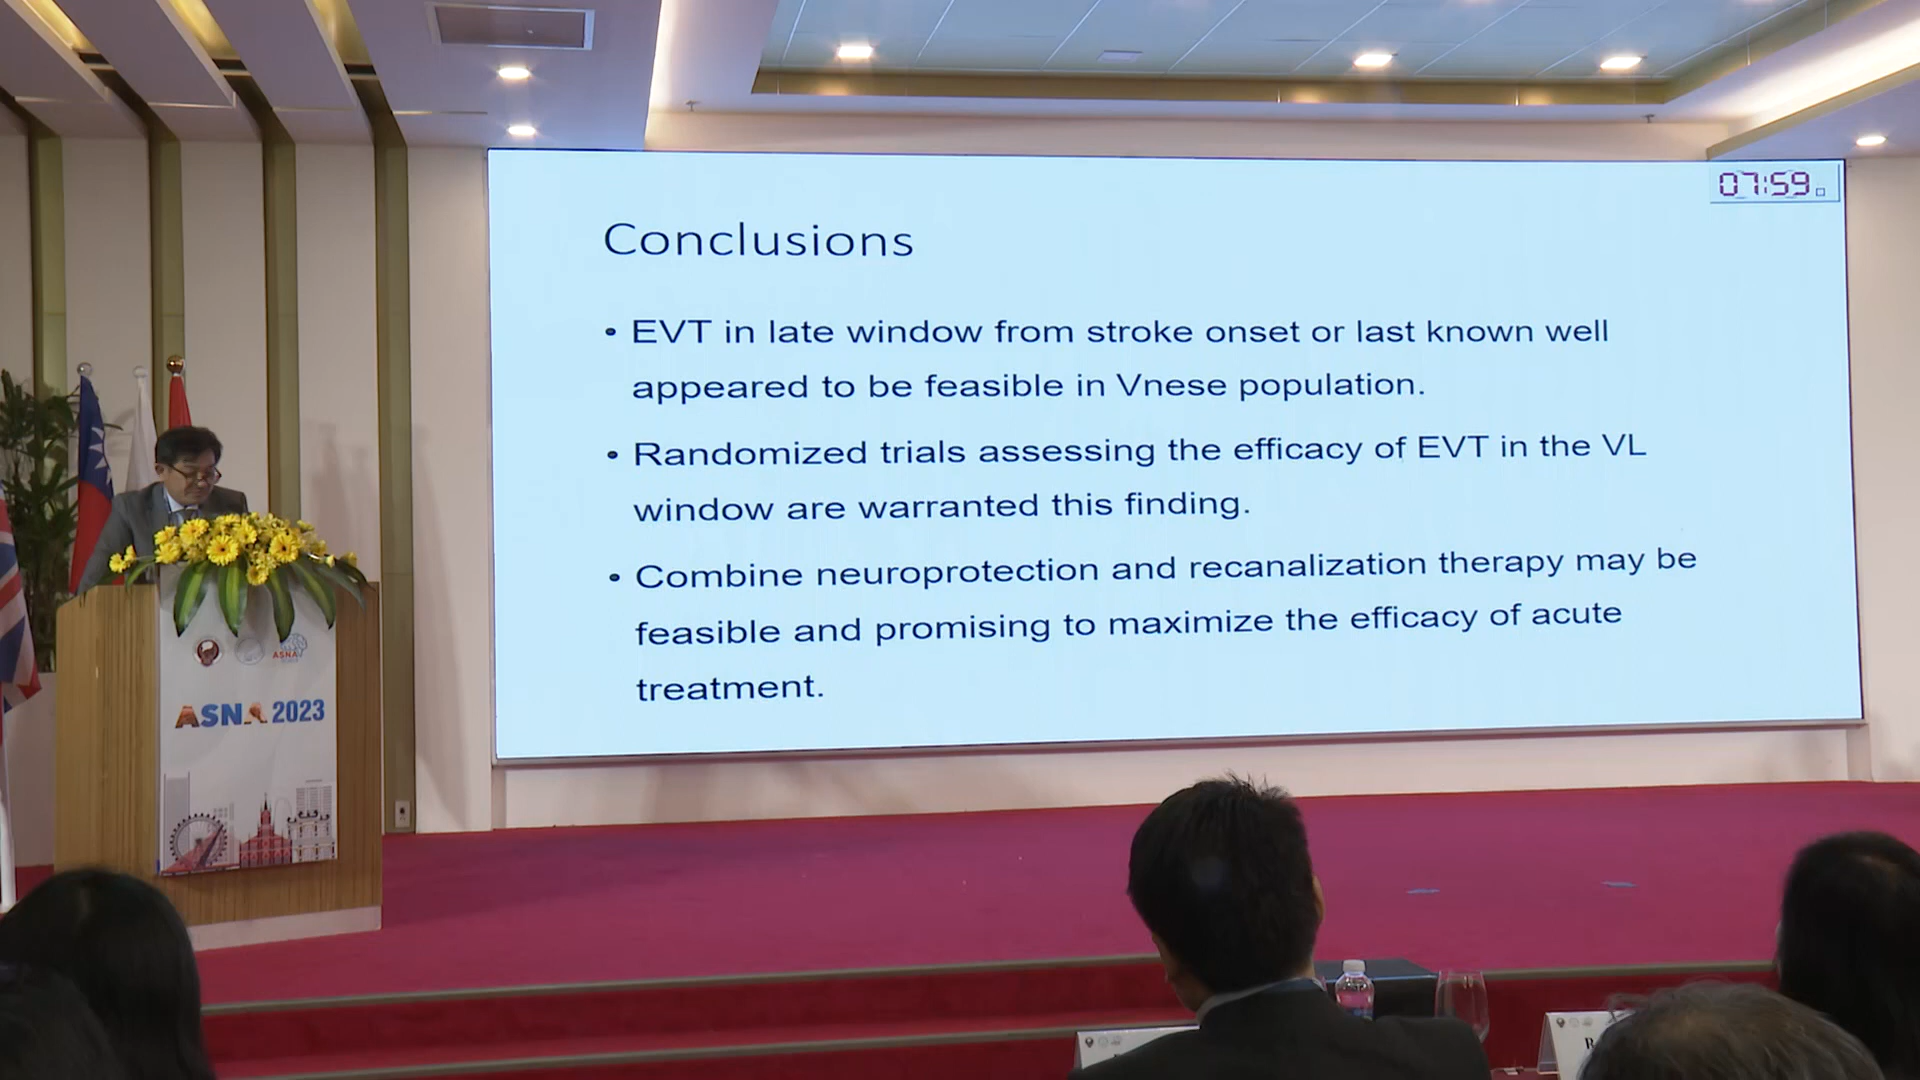 07:59
Conclusions
• EVT in late window from stroke onset or last known well
appeared to be feasible in Vnese population.
• Randomized trials assessing the efficacy of EVT in the VL
window are warranted this finding.
• Combine neuroprotection and recanalization therapy may be
feasible and promising to maximize the efficacy of acute
treatment.
ASNA
ASNA 2023